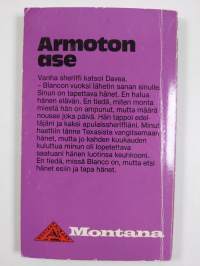 Armoton
ase
Vanha sheriffi katsoi Davea.
– Blancon vuoksi lähetin sanan sinulle.
Sinun on tapettava hänet. En halua
hänen elävän. En tiedä, miten monta
miestä hän on ampunut, mutta määrä
nousee joka päivä. Hän tappoi edel-
täjäni ja kaksi apulaissheriffiäni. Minut
haettiin tänne Texasista vangitsemaan
hänet, mutta jo kahden kuukauden
kuluttua minun oli lopetettava
saatuani hänen luotinsa keuhkooni.
En tiedä, missä Blanco on, mutta etsi
hänet esiin ja tapa hänet.
Montana